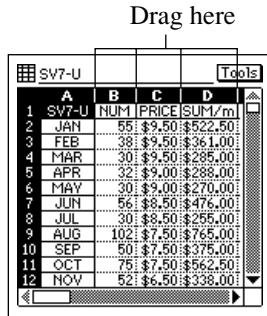 Drag here
SV7-U Tools
A B C D
1 SV7-U NUM PRICE SUM/m
2 JAN 55 $9.50 $522.50
3 FEB 38 $9.50 $361.00
4 MAR 30 $9.50 $285.00
5 APR 32 $9.00 $288.00
6 MAY 30 $9.00 $270.00
7 JUN 56 $8.50 $476.00
8 JUL 30 $8.50 $255.00
9 AUG 102 $7.50 $765.00
10 SEP 50 $7.50 $375.00
11 OCT 75 $7.50 $562.50
12 NOV 52 $6.50 $338.00